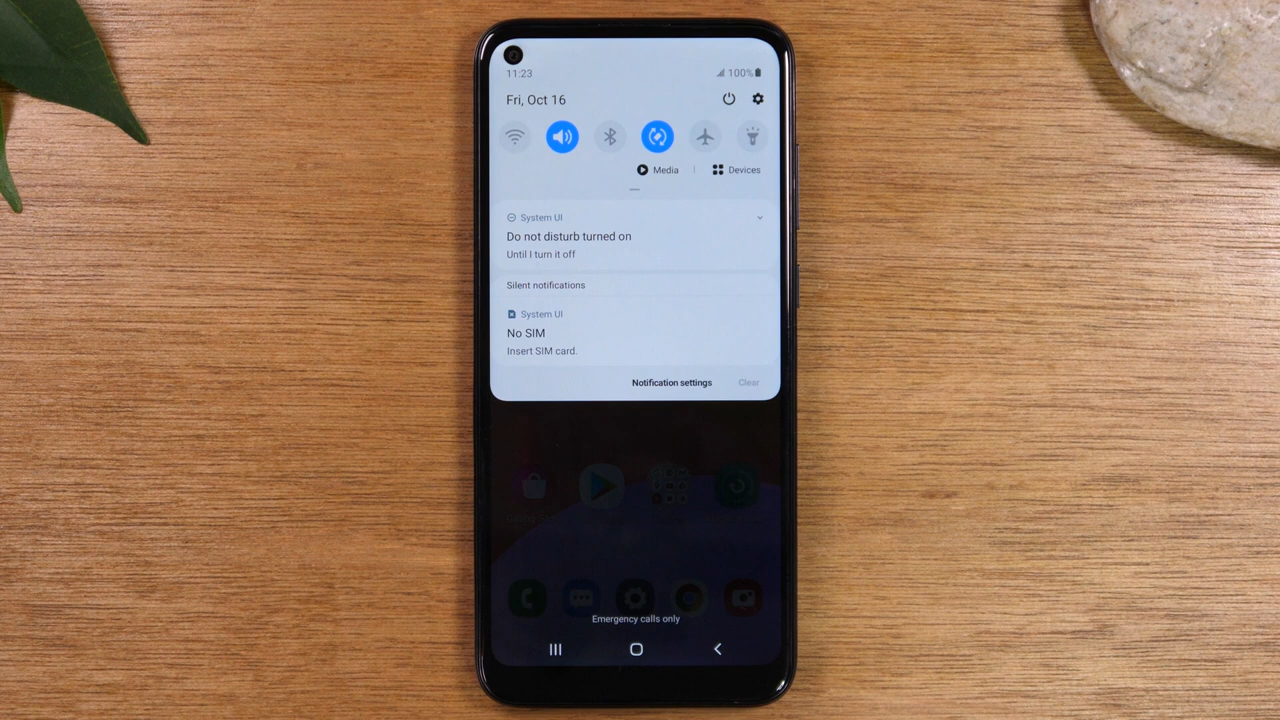 11:23
100%
Fri, Oct 16
Media
Devices
System UI
Do not disturb turned on
Until I turn it off
Silent notifications
System UI
No SIM
Insert SIM card.
Notification settings
Clear
Emergency calls only